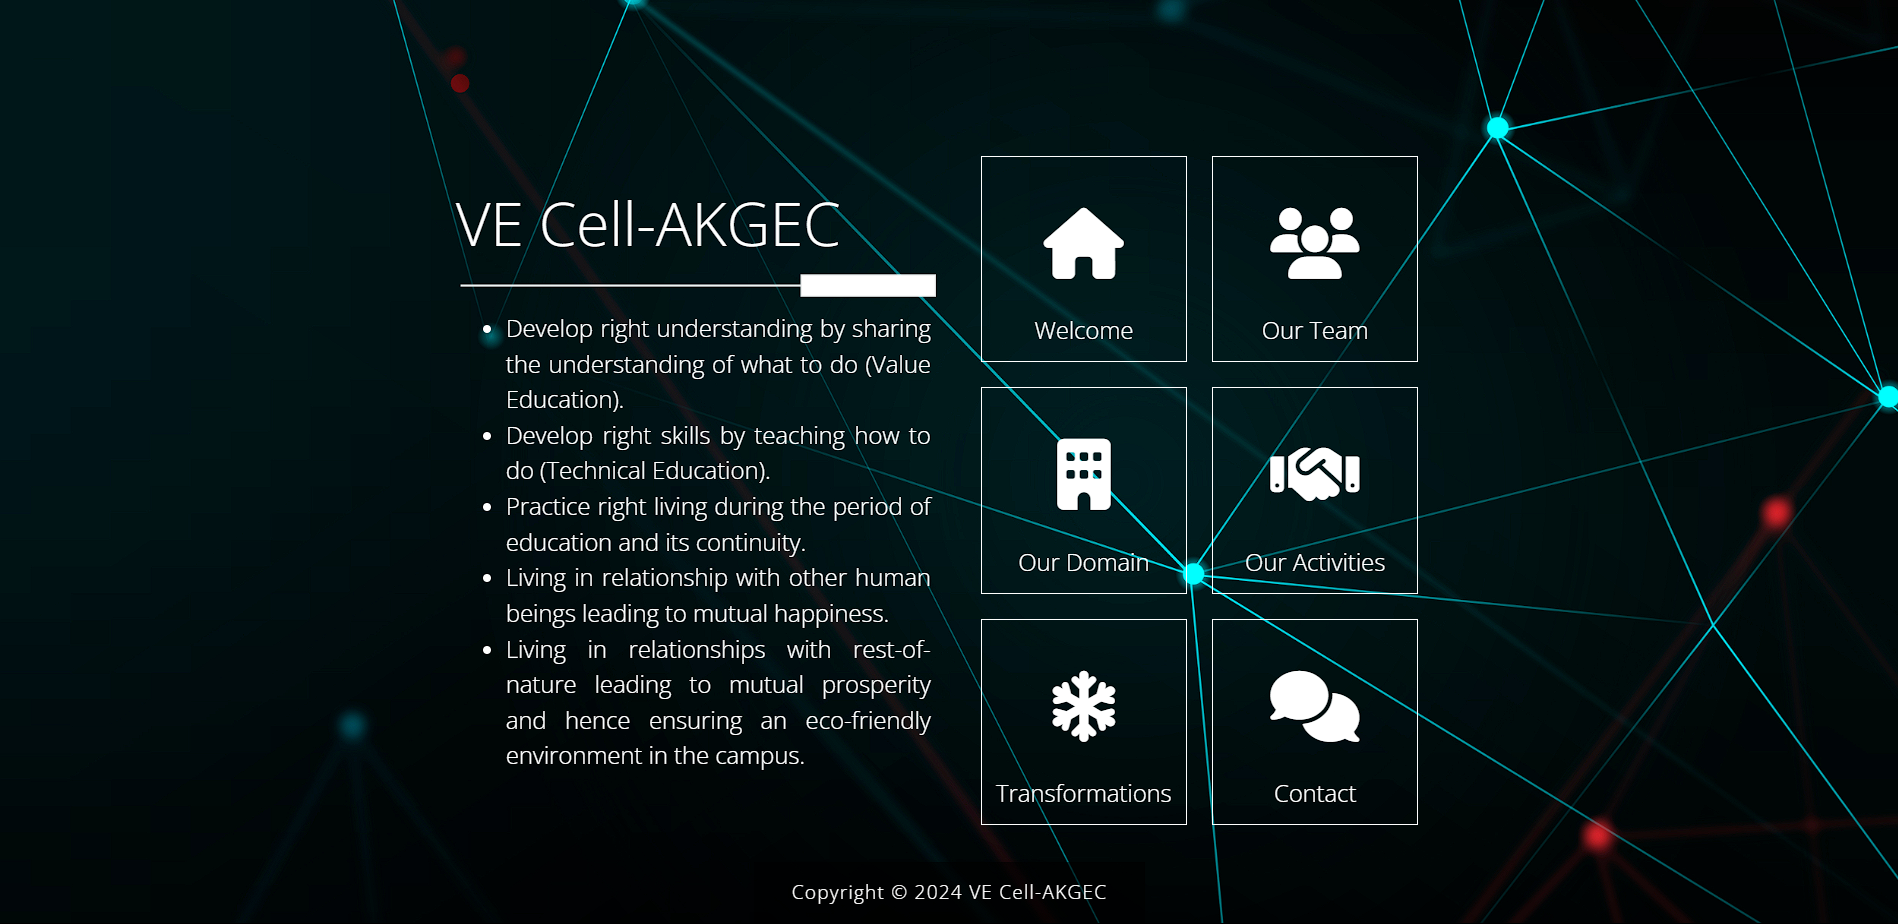 VE Cell-AKGEC
• Develop right understanding by sharing
the understanding of what to do (Value
Education).
• Develop right skills by teaching how to
do (Technical Education).
• Practice right living during the period of
education and its continuity.
• Living in relationship with other human
beings leading to mutual happiness.
• Living in relationships with rest-of-
nature leading to mutual prosperity
and hence ensuring an eco-friendly
environment in the campus.
Welcome
Our Team
Our Domain
Our Activities
Transformations
Contact
Copyright © 2024 VE Cell-AKGEC